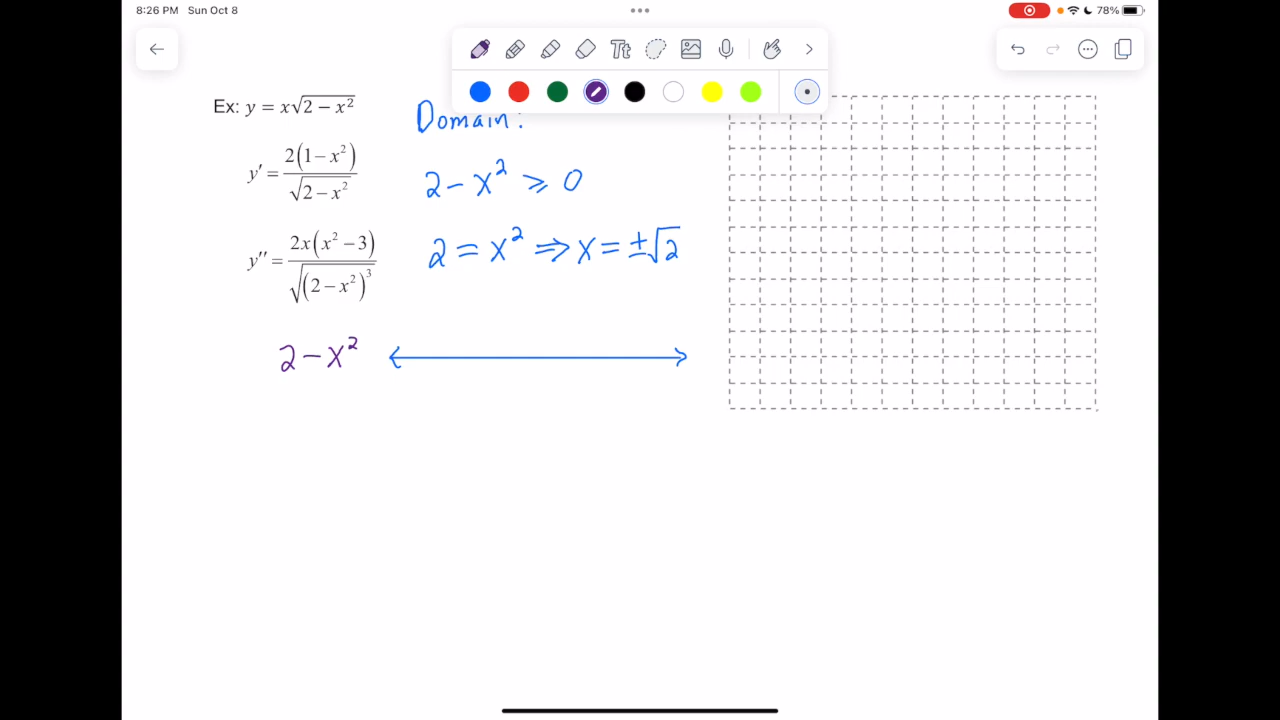 8:26 PM Sun Oct 8
78%
Tt
Ex: y = x√(2 − x²)
Domain:
y′ = 2(1−x²) / √(2−x²)
2 − x² ⩾ 0
y″ = 2x(x²−3) / √((2−x²)³)
2 = x² ⇒ x = ±√2
2 − x²